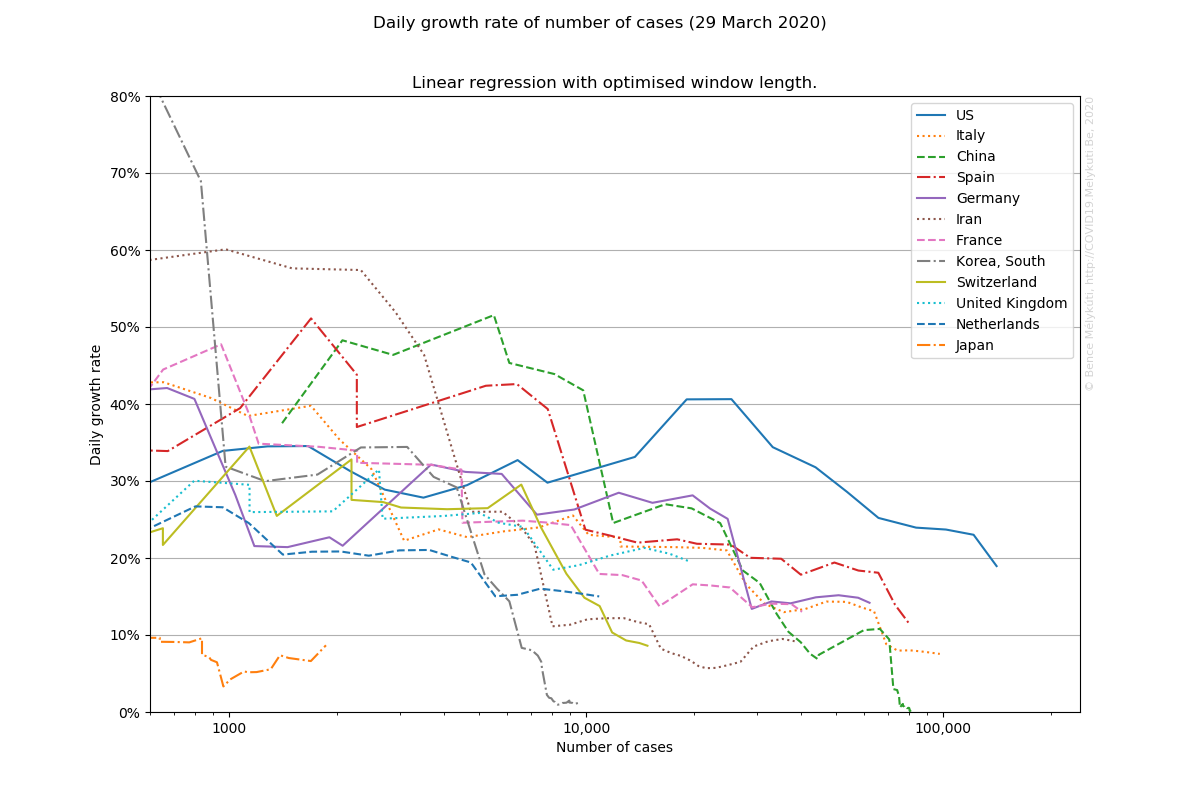 Daily growth rate of number of cases (29 March 2020)
Linear regression with optimised window length.
80%
70%
60%
50%
40%
30%
20%
10%
0%
Daily growth rate
1000
10,000
100,000
Number of cases
US
Italy
China
Spain
Germany
Iran
France
Korea, South
Switzerland
United Kingdom
Netherlands
Japan
© Bence Mélykúti, http://COVID19.Melykuti.Be, 2020